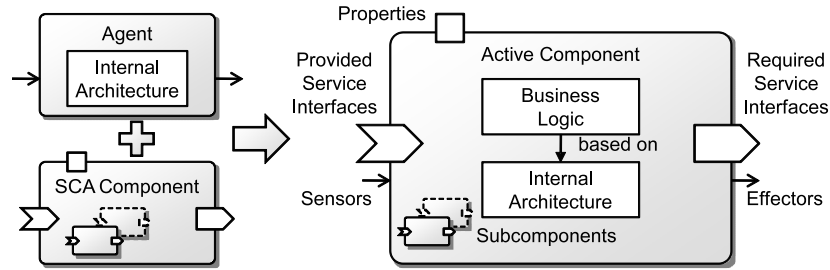 Agent
Internal
Architecture
SCA Component
Properties
Provided
Service
Interfaces
Sensors
Active Component
Business
Logic
based on
Internal
Architecture
Subcomponents
Required
Service
Interfaces
Effectors